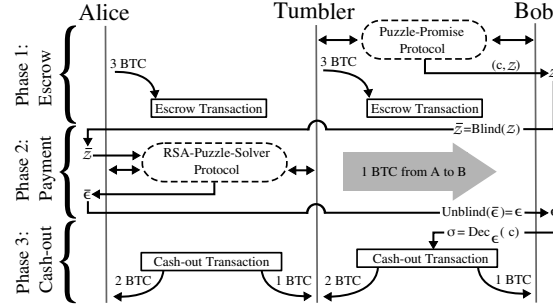 Alice
Tumbler
Bob
Phase 1:
Escrow
Puzzle-Promise
Protocol
3 BTC
3 BTC
(c, z)
z
Escrow Transaction
Escrow Transaction
Phase 2:
Payment
z̄=Blind(z)
z̄
RSA-Puzzle-Solver
Protocol
1 BTC from A to B
ϵ̄
Unblind(ϵ̄)=ϵ
ϵ
Phase 3:
Cash-out
σ=Decϵ( c)
Cash-out Transaction
Cash-out Transaction
2 BTC
1 BTC
2 BTC
1 BTC